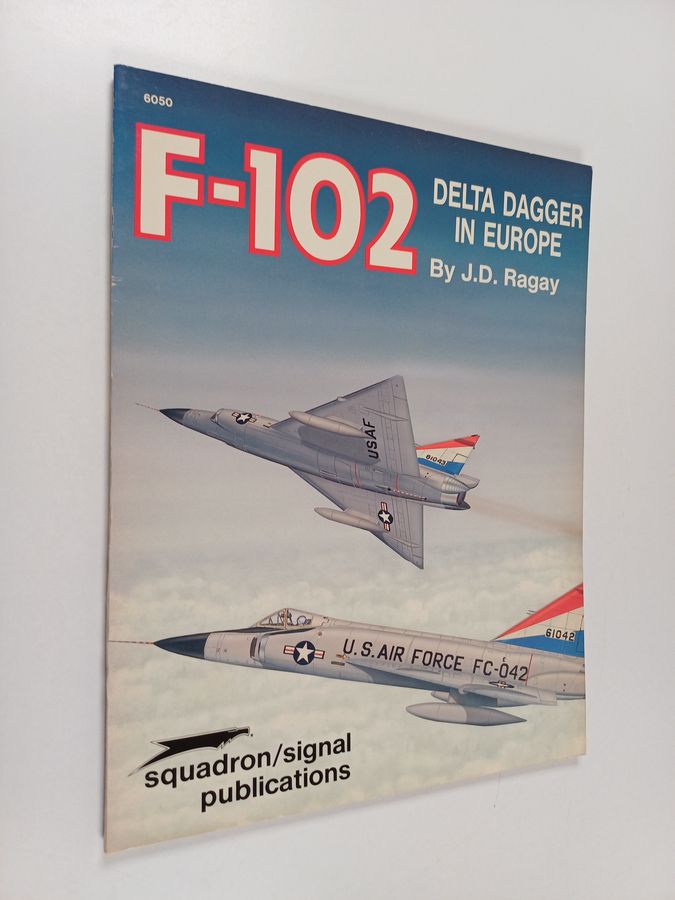 6050
F-102
DELTA DAGGER
IN EUROPE
By J.D. Ragay
USAF
61043
61042
U.S. AIR FORCE FC-042
squadron/signal
publications